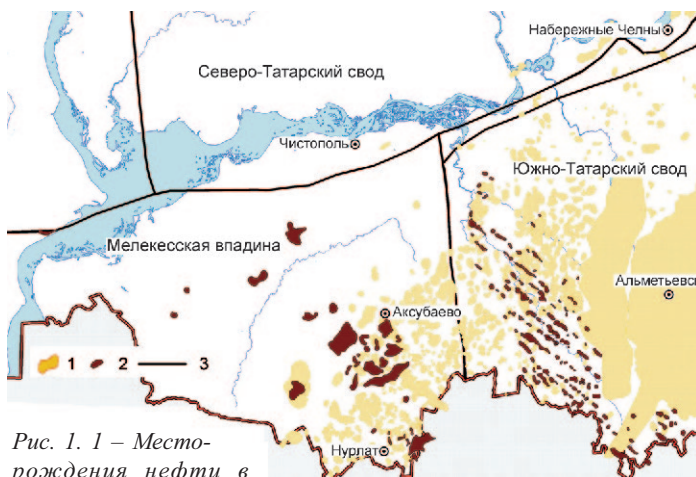 Набережные Челны
Северо-Татарский свод
Чистополь
Южно-Татарский свод
Мелекесская впадина
Альметьевс
Аксубаево
1 2 3
Рис. 1. 1 – Место-
рождения нефти в
Нурлат